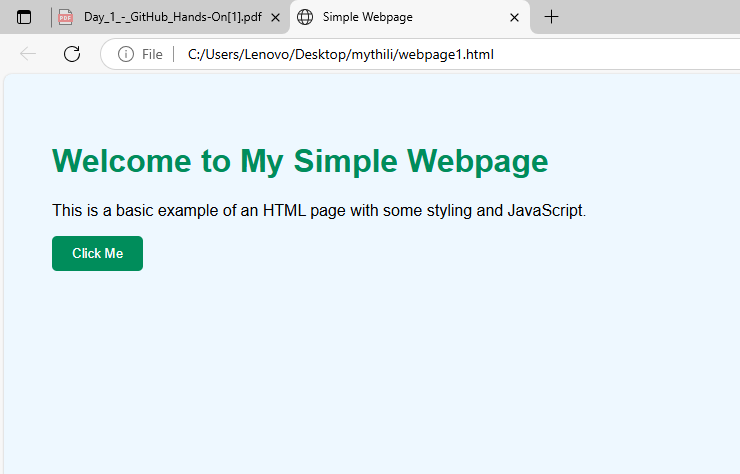 PDF
Day_1_-_GitHub_Hands-On[1].pdf
Simple Webpage
File
C:/Users/Lenovo/Desktop/mythili/webpage1.html
Welcome to My Simple Webpage
This is a basic example of an HTML page with some styling and JavaScript.
Click Me